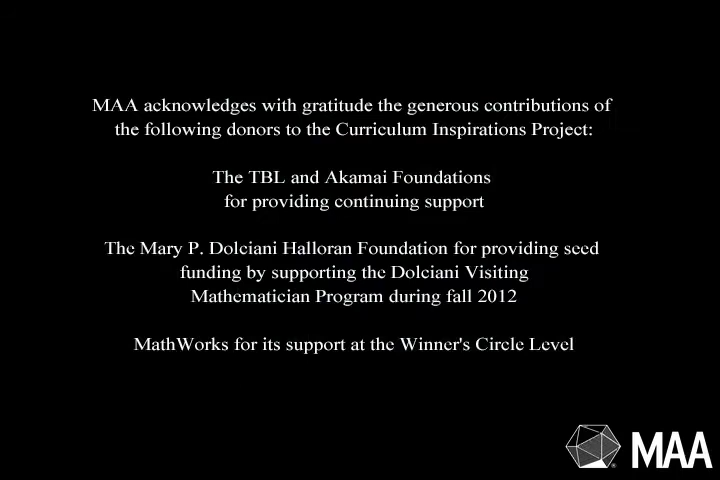 MAA acknowledges with gratitude the generous contributions of
the following donors to the Curriculum Inspirations Project:
The TBL and Akamai Foundations
for providing continuing support
The Mary P. Dolciani Halloran Foundation for providing seed
funding by supporting the Dolciani Visiting
Mathematician Program during fall 2012
MathWorks for its support at the Winner's Circle Level
MAA